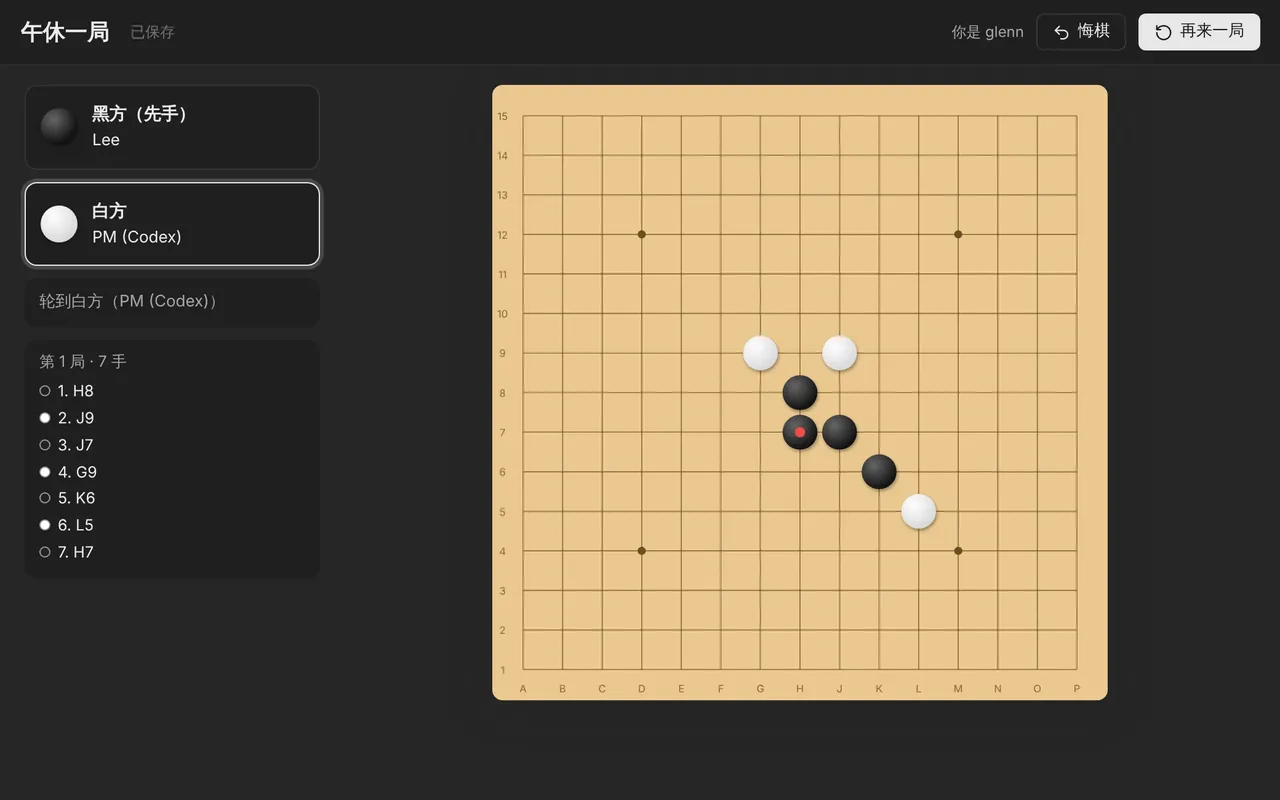 午休一局 已保存 你是 glenn 悔棋 再来一局
黑方（先手）
Lee
白方
PM (Codex)
轮到白方（PM (Codex)）
第 1 局 · 7 手
1. H8
2. J9
3. J7
4. G9
5. K6
6. L5
7. H7
15
14
13
12
11
10
9
8
7
6
5
4
3
2
1
A B C D E F G H J K L M N O P